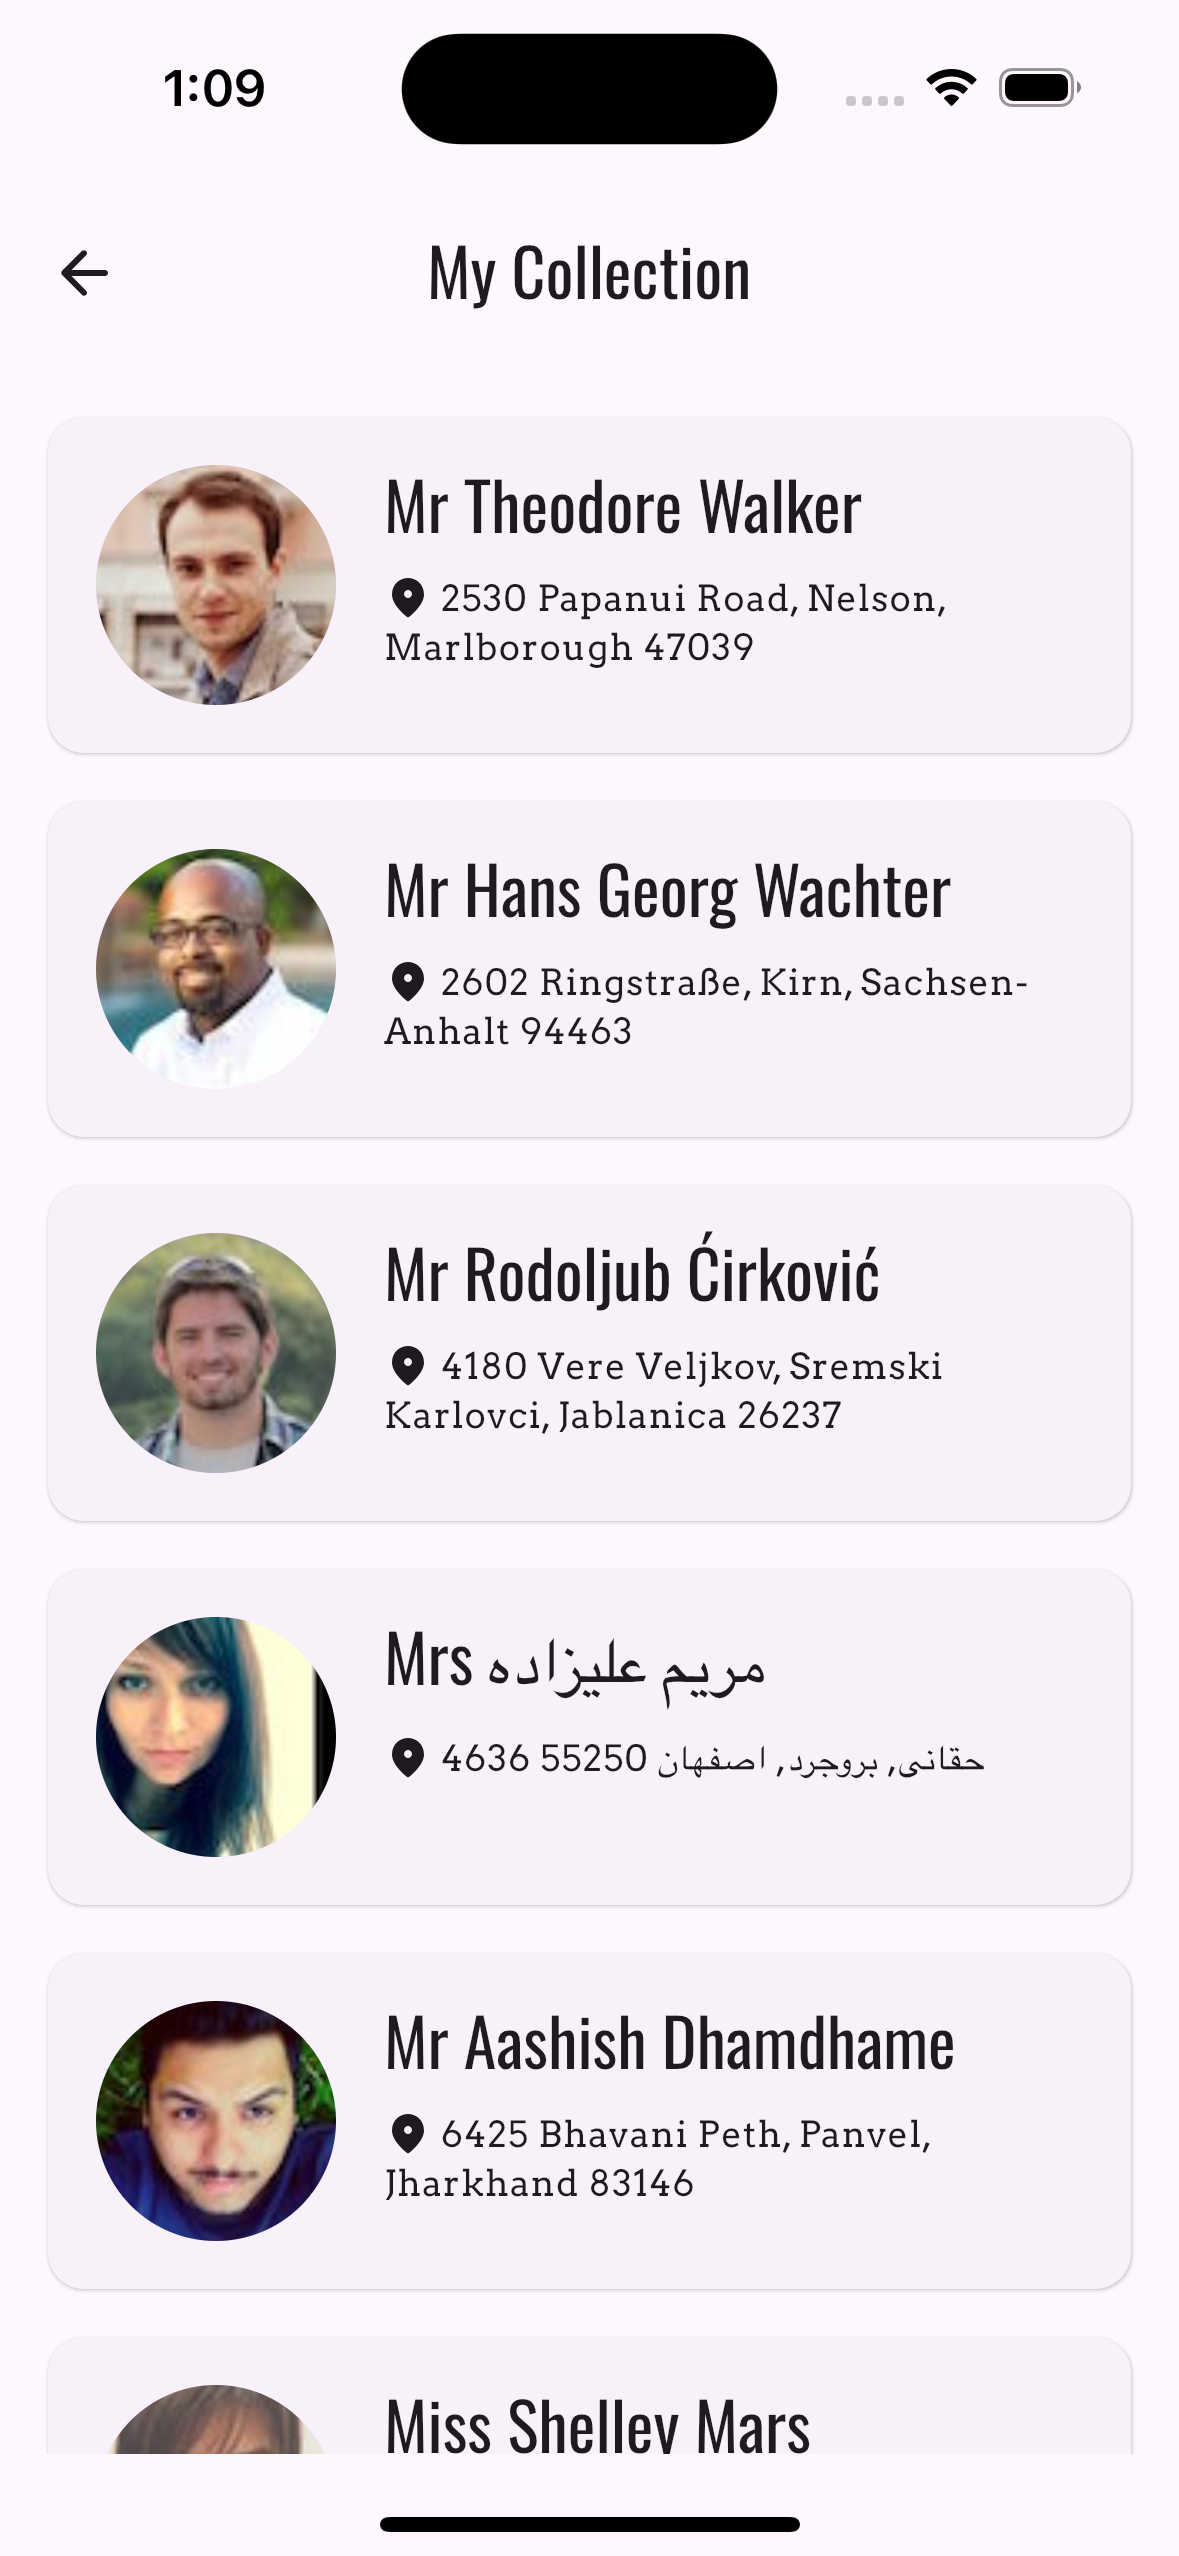 1:09
My Collection
Mr Theodore Walker
2530 Papanui Road, Nelson,
Marlborough 47039
Mr Hans Georg Wachter
2602 Ringstraße, Kirn, Sachsen-
Anhalt 94463
Mr Rodoljub Ćirković
4180 Vere Veljkov, Sremski
Karlovci, Jablanica 26237
Mrs مریم علیزاده
4636 حقانی, بروجرد, اصفهان 55250
Mr Aashish Dhamdhame
6425 Bhavani Peth, Panvel,
Jharkhand 83146
Miss Shelley Mars